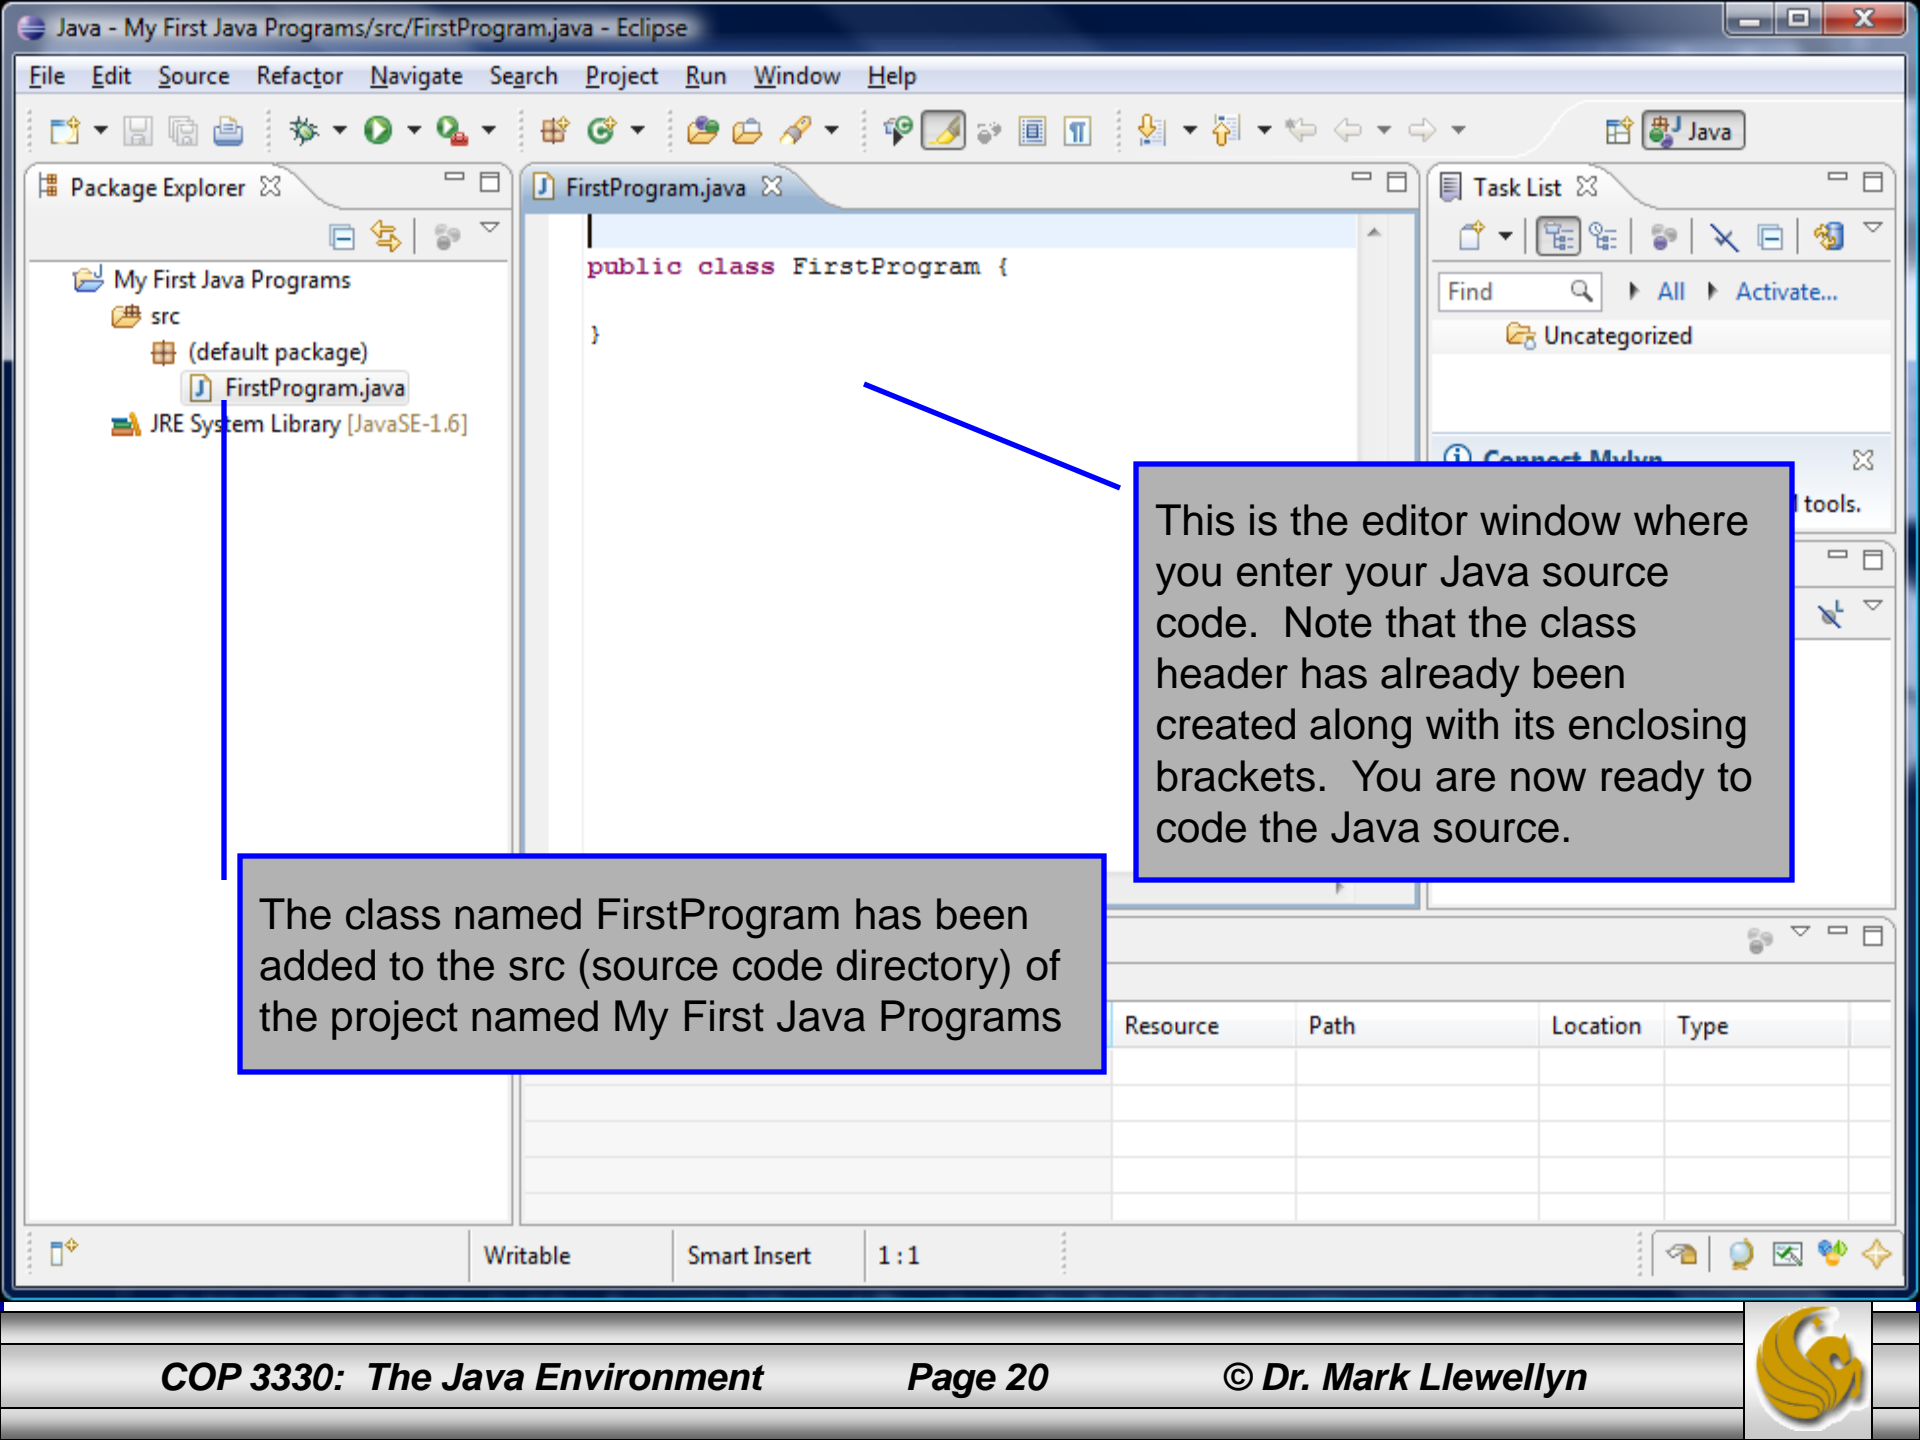 Java - My First Java Programs/src/FirstProgram.java - Eclipse
File Edit Source Refactor Navigate Search Project Run Window Help
Java
Package Explorer
FirstProgram.java
Task List
My First Java Programs
src
(default package)
FirstProgram.java
JRE System Library [JavaSE-1.6]
public class FirstProgram {
}
Find
All
Activate...
Uncategorized
Connect Mylyn
tools.
This is the editor window where
you enter your Java source
code. Note that the class
header has already been
created along with its enclosing
brackets. You are now ready to
code the Java source.
The class named FirstProgram has been
added to the src (source code directory) of
the project named My First Java Programs
Resource Path Location Type
Writable Smart Insert 1 : 1
COP 3330: The Java Environment Page 20 © Dr. Mark Llewellyn